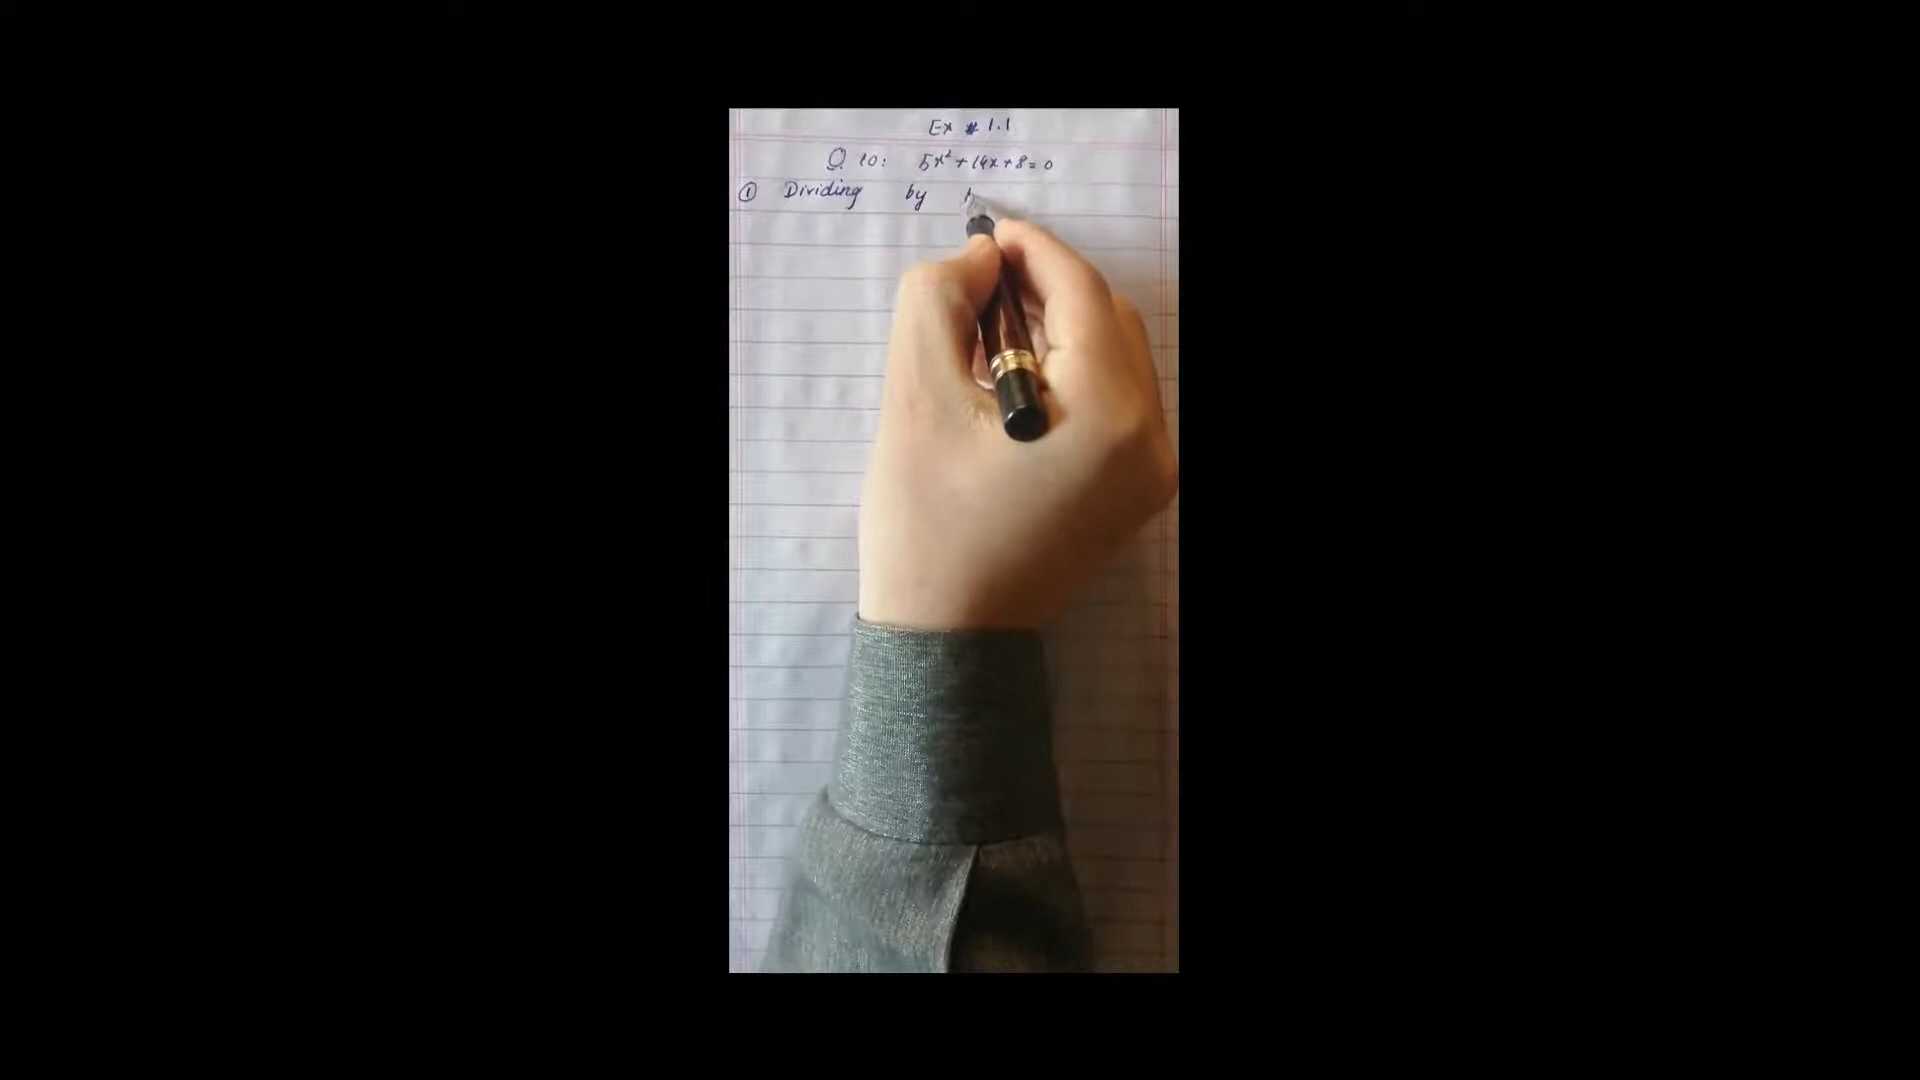 Ex # 1.1
Q 10: 5x² + 14x + 8 = 0
① Dividing by